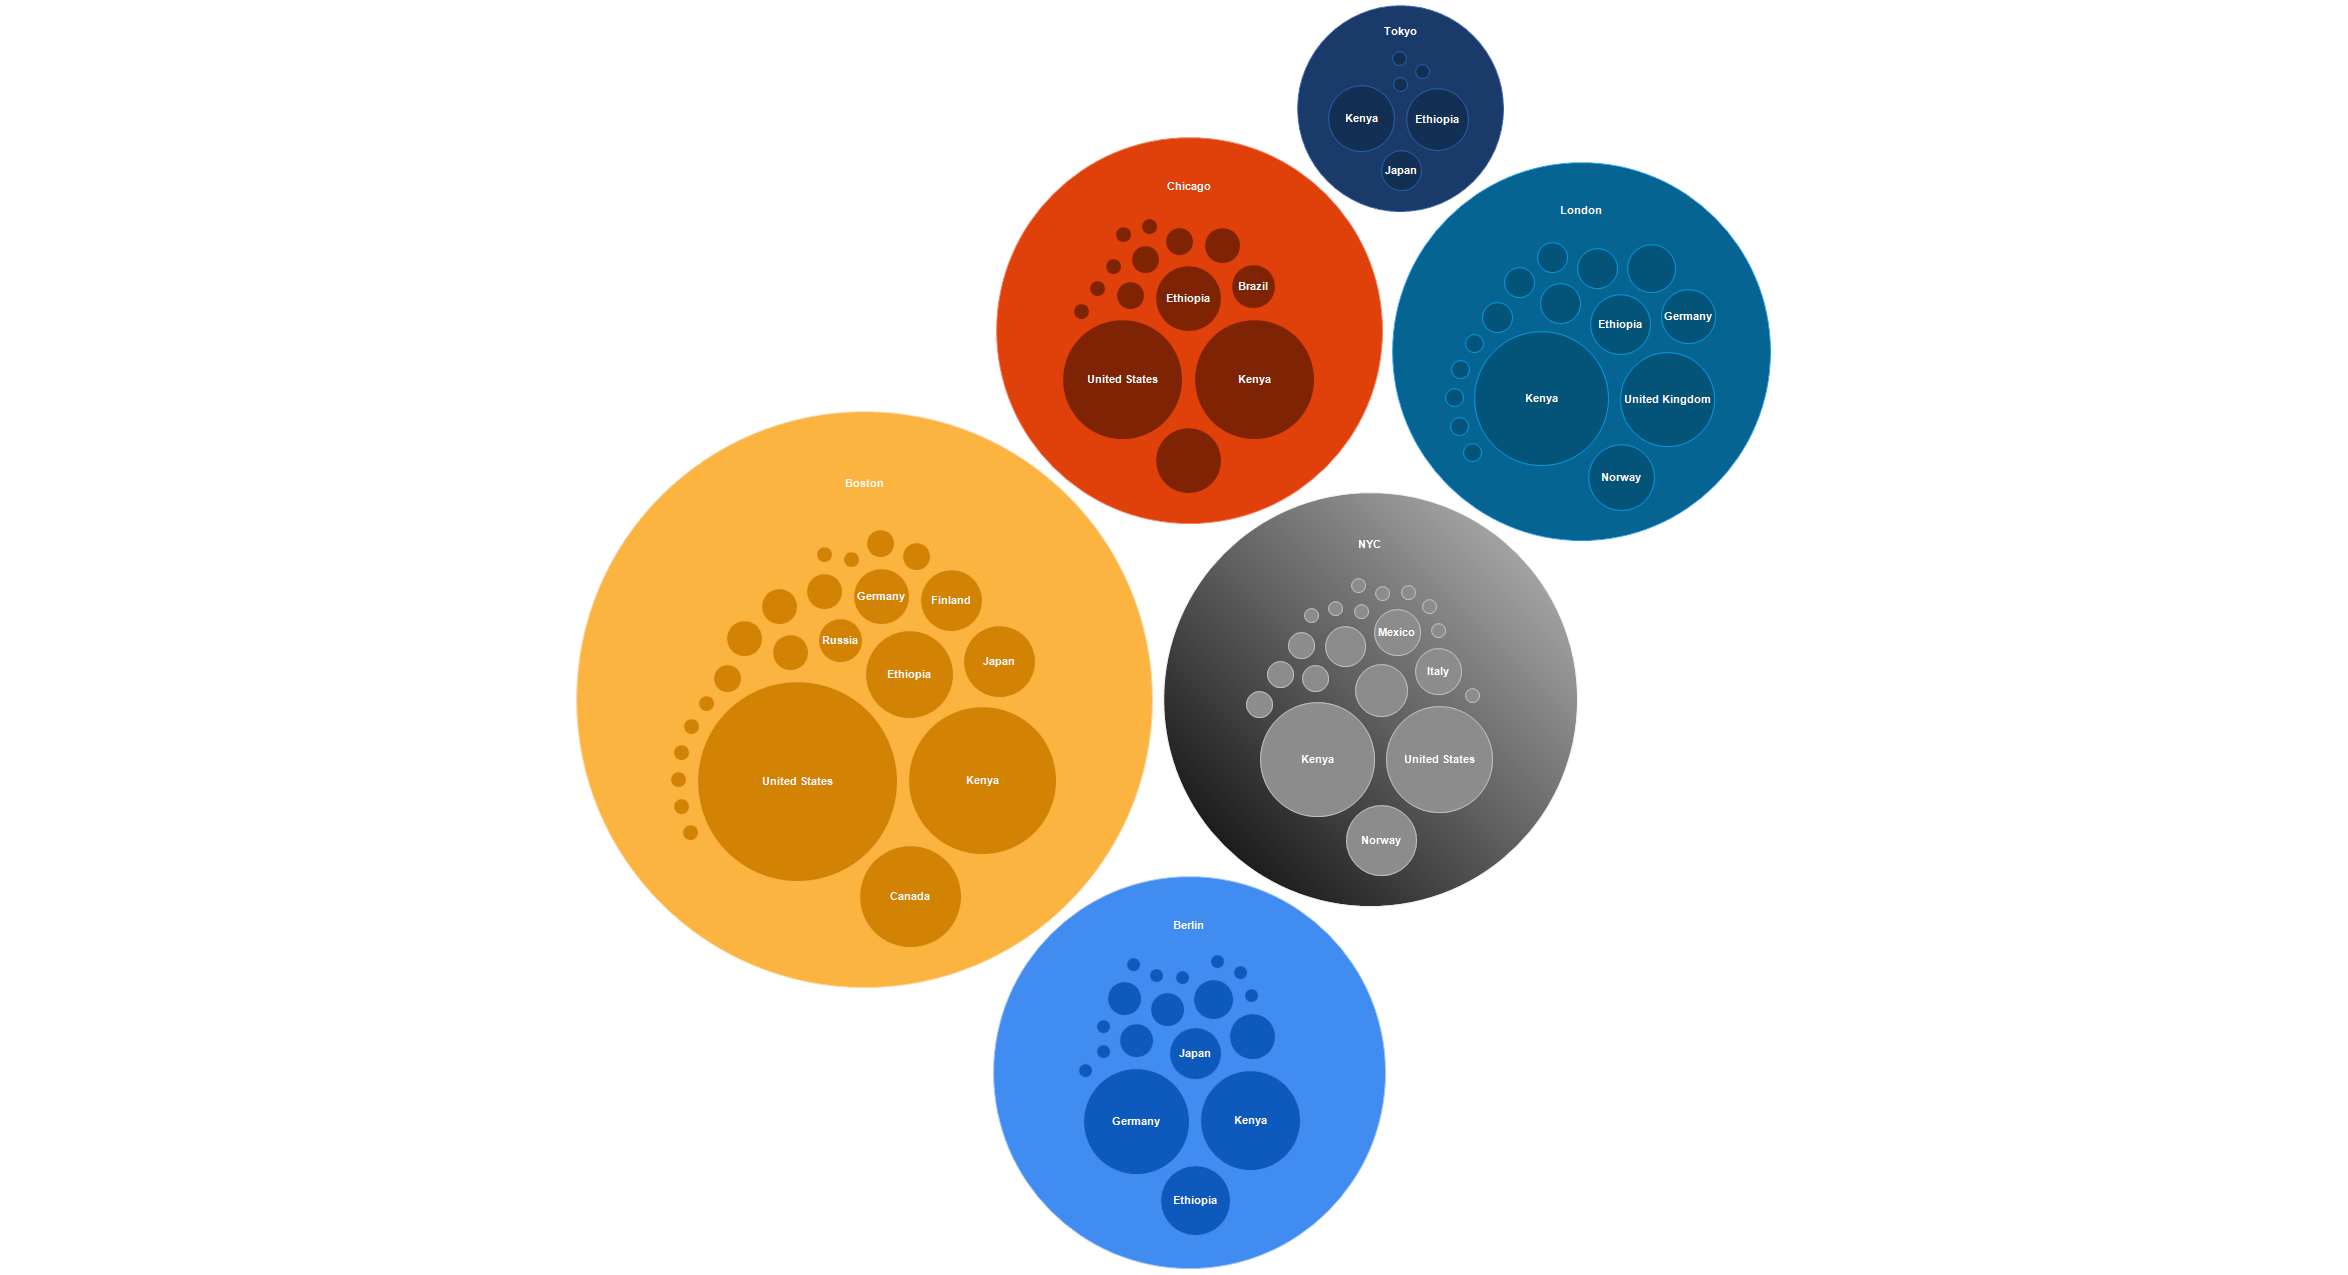 Tokyo
Kenya
Ethiopia
Japan
Chicago
Ethiopia
Brazil
United States
Kenya
London
Ethiopia
Germany
Kenya
United Kingdom
Norway
Boston
Germany
Finland
Russia
Japan
Ethiopia
United States
Kenya
Canada
NYC
Mexico
Italy
Kenya
United States
Norway
Berlin
Japan
Germany
Kenya
Ethiopia